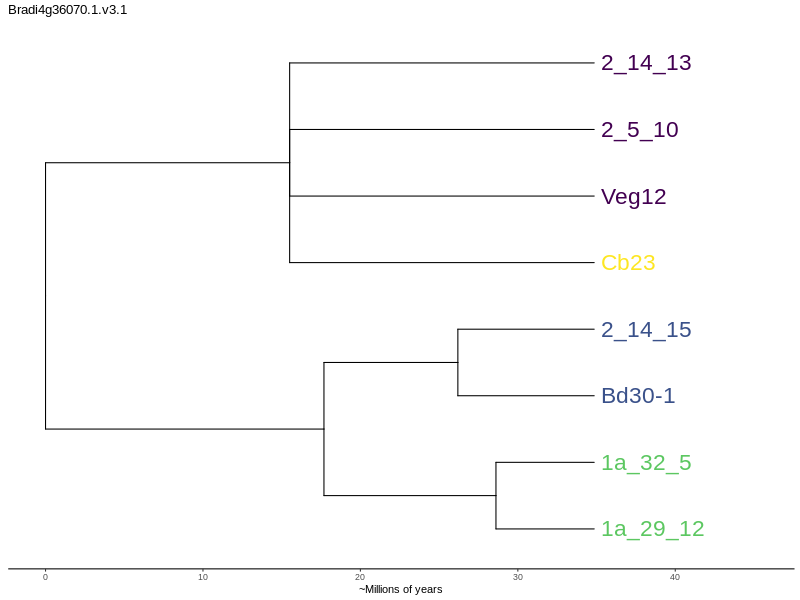 Bradi4g36070.1.v3.1
2_14_13
2_5_10
Veg12
Cb23
2_14_15
Bd30-1
1a_32_5
1a_29_12
0 10 20 30 40
~Millions of years